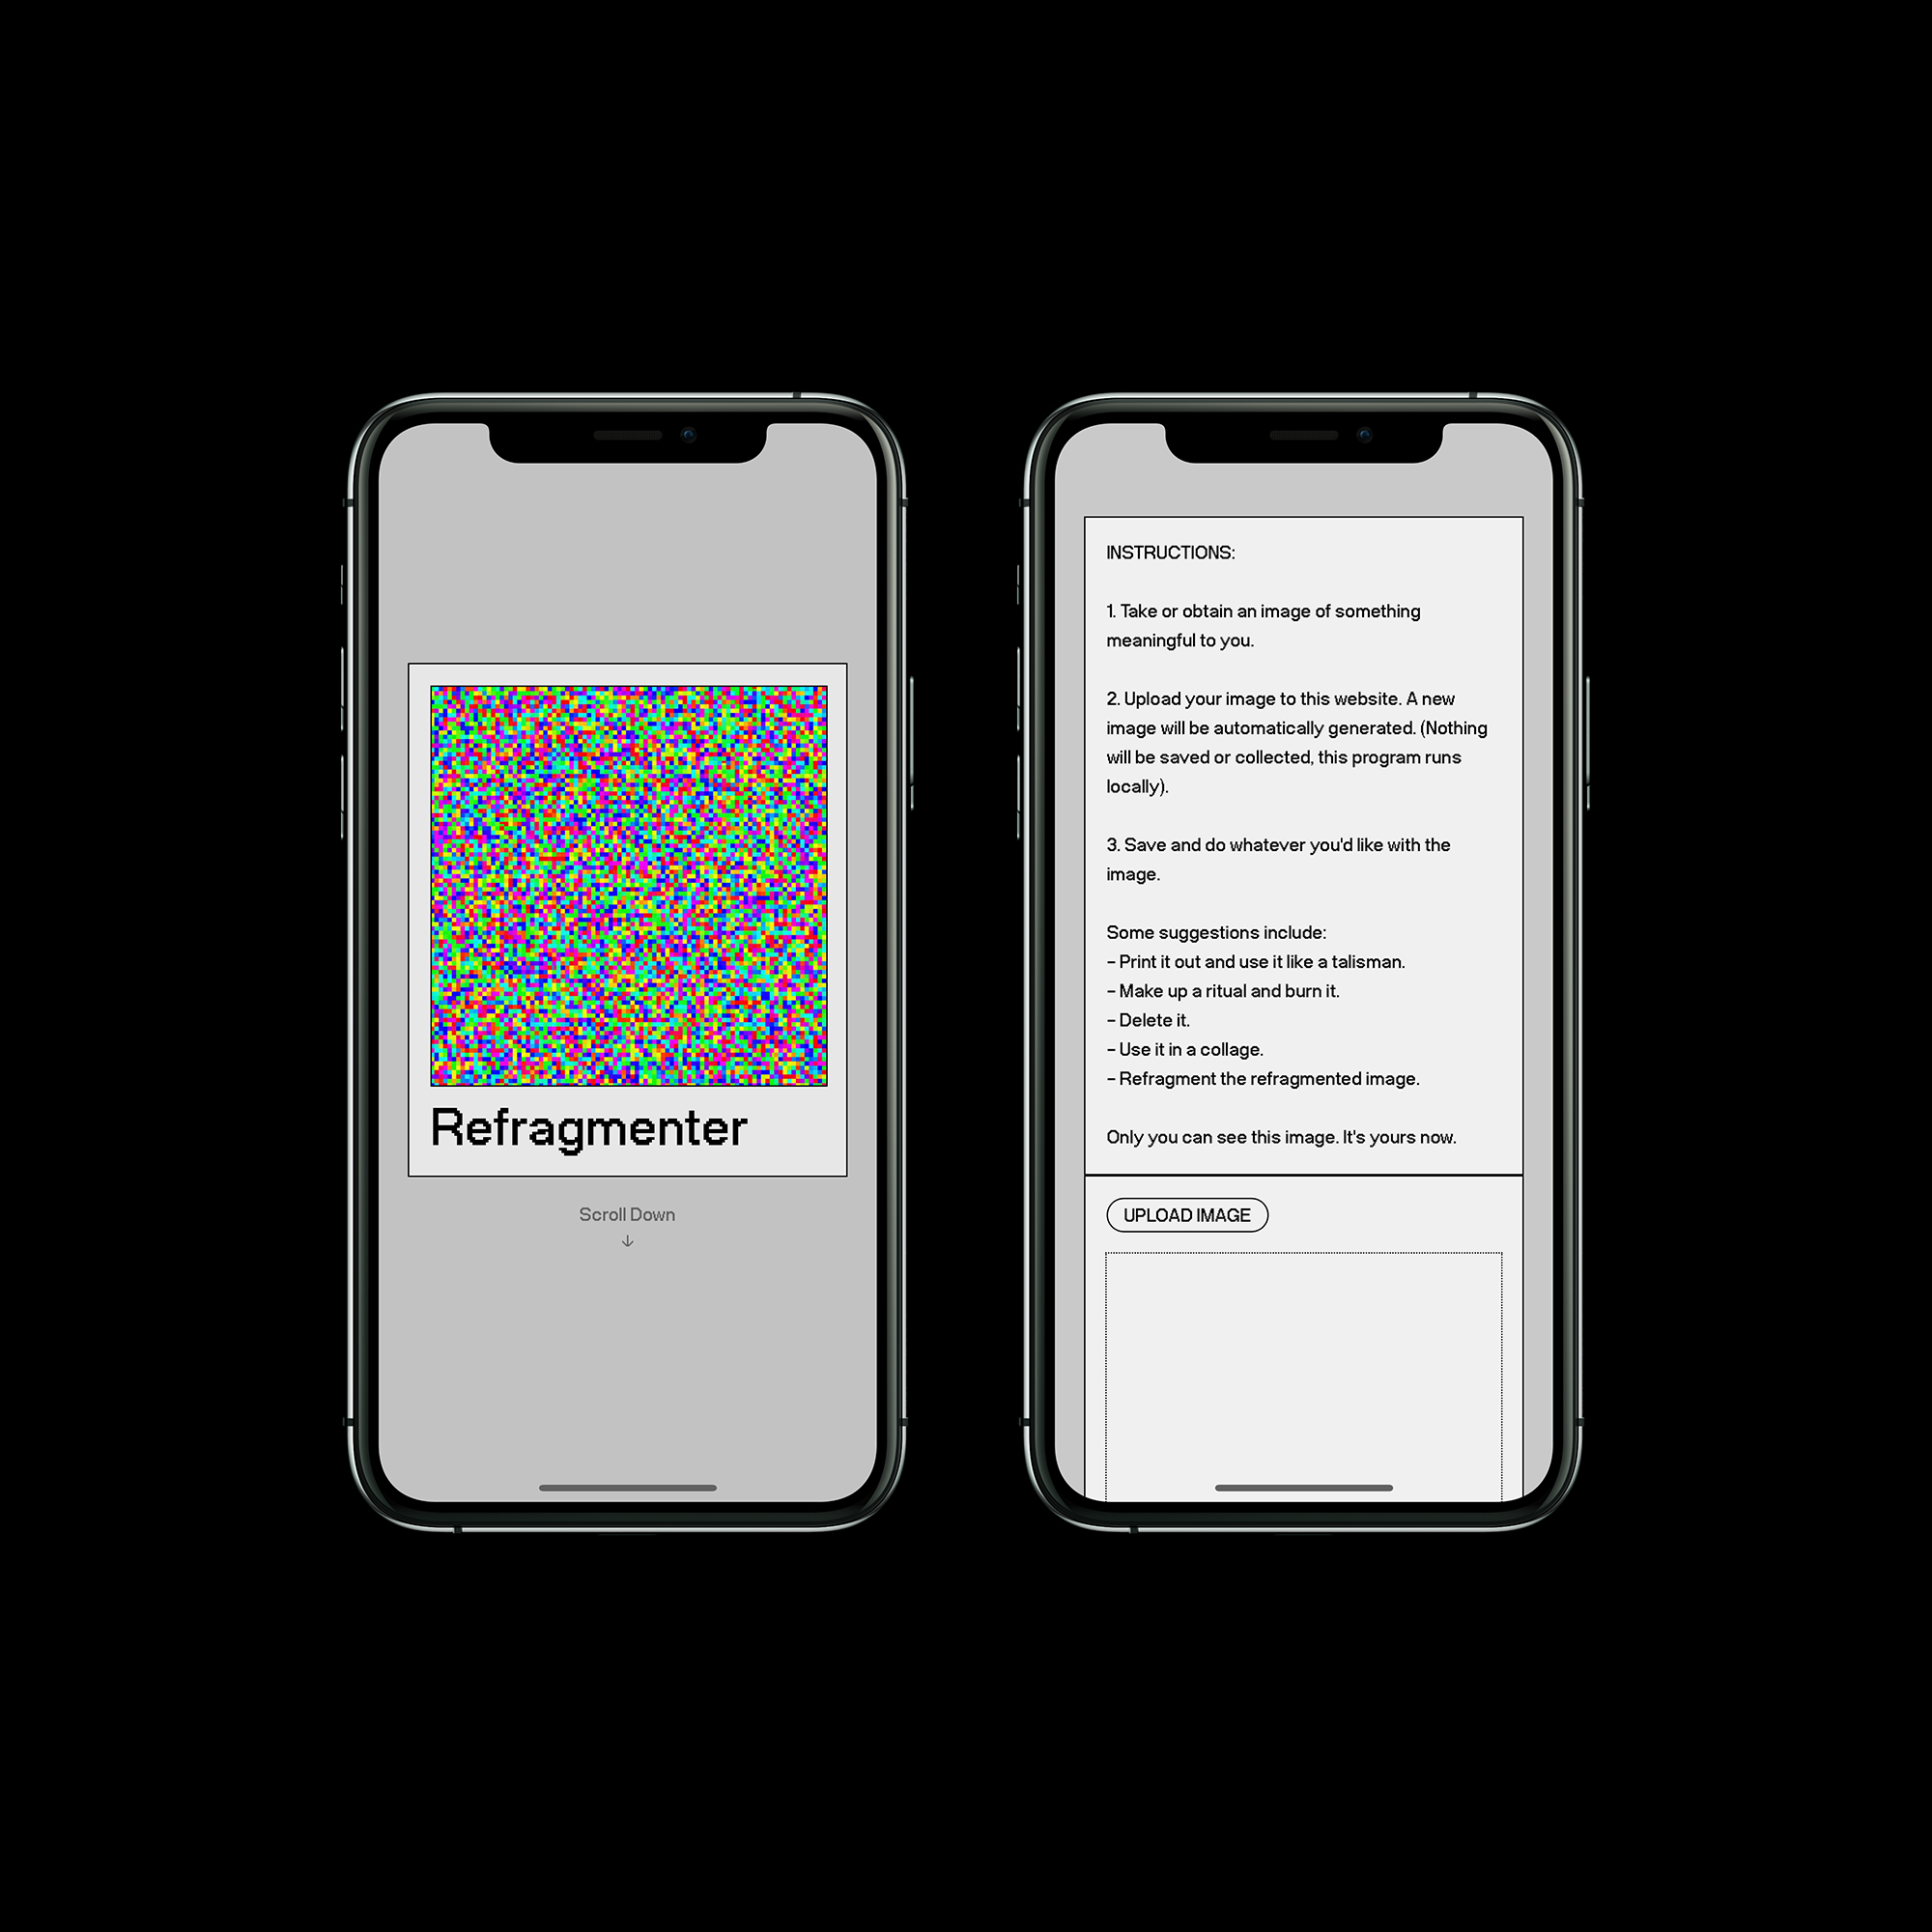 Refragmenter
Scroll Down
↓
INSTRUCTIONS:
1. Take or obtain an image of something
meaningful to you.
2. Upload your image to this website. A new
image will be automatically generated. (Nothing
will be saved or collected, this program runs
locally).
3. Save and do whatever you'd like with the
image.
Some suggestions include:
– Print it out and use it like a talisman.
– Make up a ritual and burn it.
– Delete it.
– Use it in a collage.
– Refragment the refragmented image.
Only you can see this image. It's yours now.
UPLOAD IMAGE